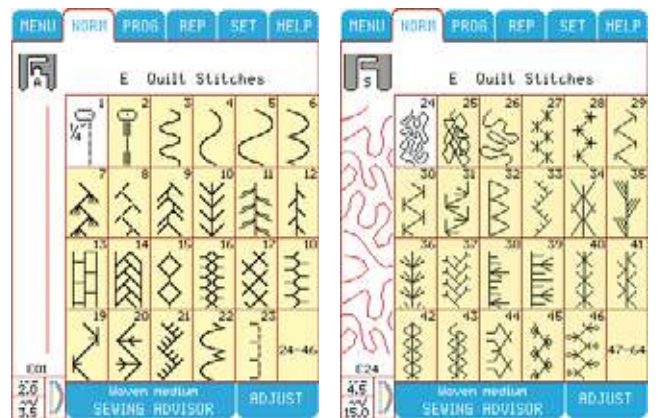 MENU NORM PROG REP SET HELP
A
E Quilt Stitches
1 2 3 4 5 6
1/4"
7 8 9 10 11 12
13 14 15 16 17 18
19 20 21 22 23
24-46
E01
2.0
3.5
Woven medium
SEWING ADVISOR
ADJUST
MENU NORM PROG REP SET HELP
S
E Quilt Stitches
24 25 26 27 28 29
30 31 32 33 34 35
36 37 38 39 40 41
42 43 44 45 46
47-64
E24
4.5
15.0
Woven medium
SEWING ADVISOR
ADJUST